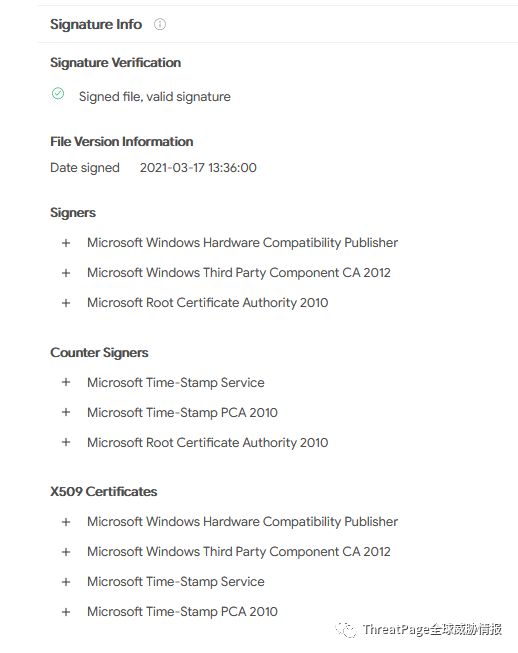 Signature Info
Signature Verification
Signed file, valid signature
File Version Information
Date signed 2021-03-17 13:36:00
Signers
+ Microsoft Windows Hardware Compatibility Publisher
+ Microsoft Windows Third Party Component CA 2012
+ Microsoft Root Certificate Authority 2010
Counter Signers
+ Microsoft Time-Stamp Service
+ Microsoft Time-Stamp PCA 2010
+ Microsoft Root Certificate Authority 2010
X509 Certificates
+ Microsoft Windows Hardware Compatibility Publisher
+ Microsoft Windows Third Party Component CA 2012
+ Microsoft Time-Stamp Service
+ Microsoft Time-Stamp PCA 2010
ThreatPage全球威胁情报